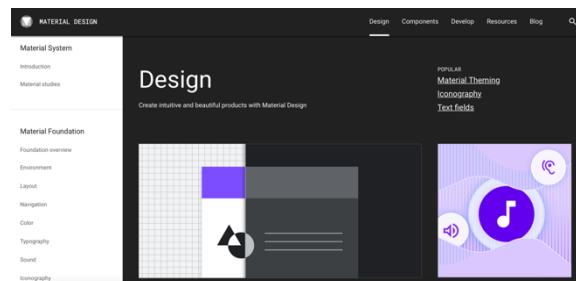 MATERIAL DESIGN
Design Components Develop Resources Blog
Material System
Introduction
Material studies
Material Foundation
Foundation overview
Environment
Layout
Navigation
Color
Typography
Sound
Iconography
Design
Create intuitive and beautiful products with Material Design
POPULAR
Material Theming
Iconography
Text fields